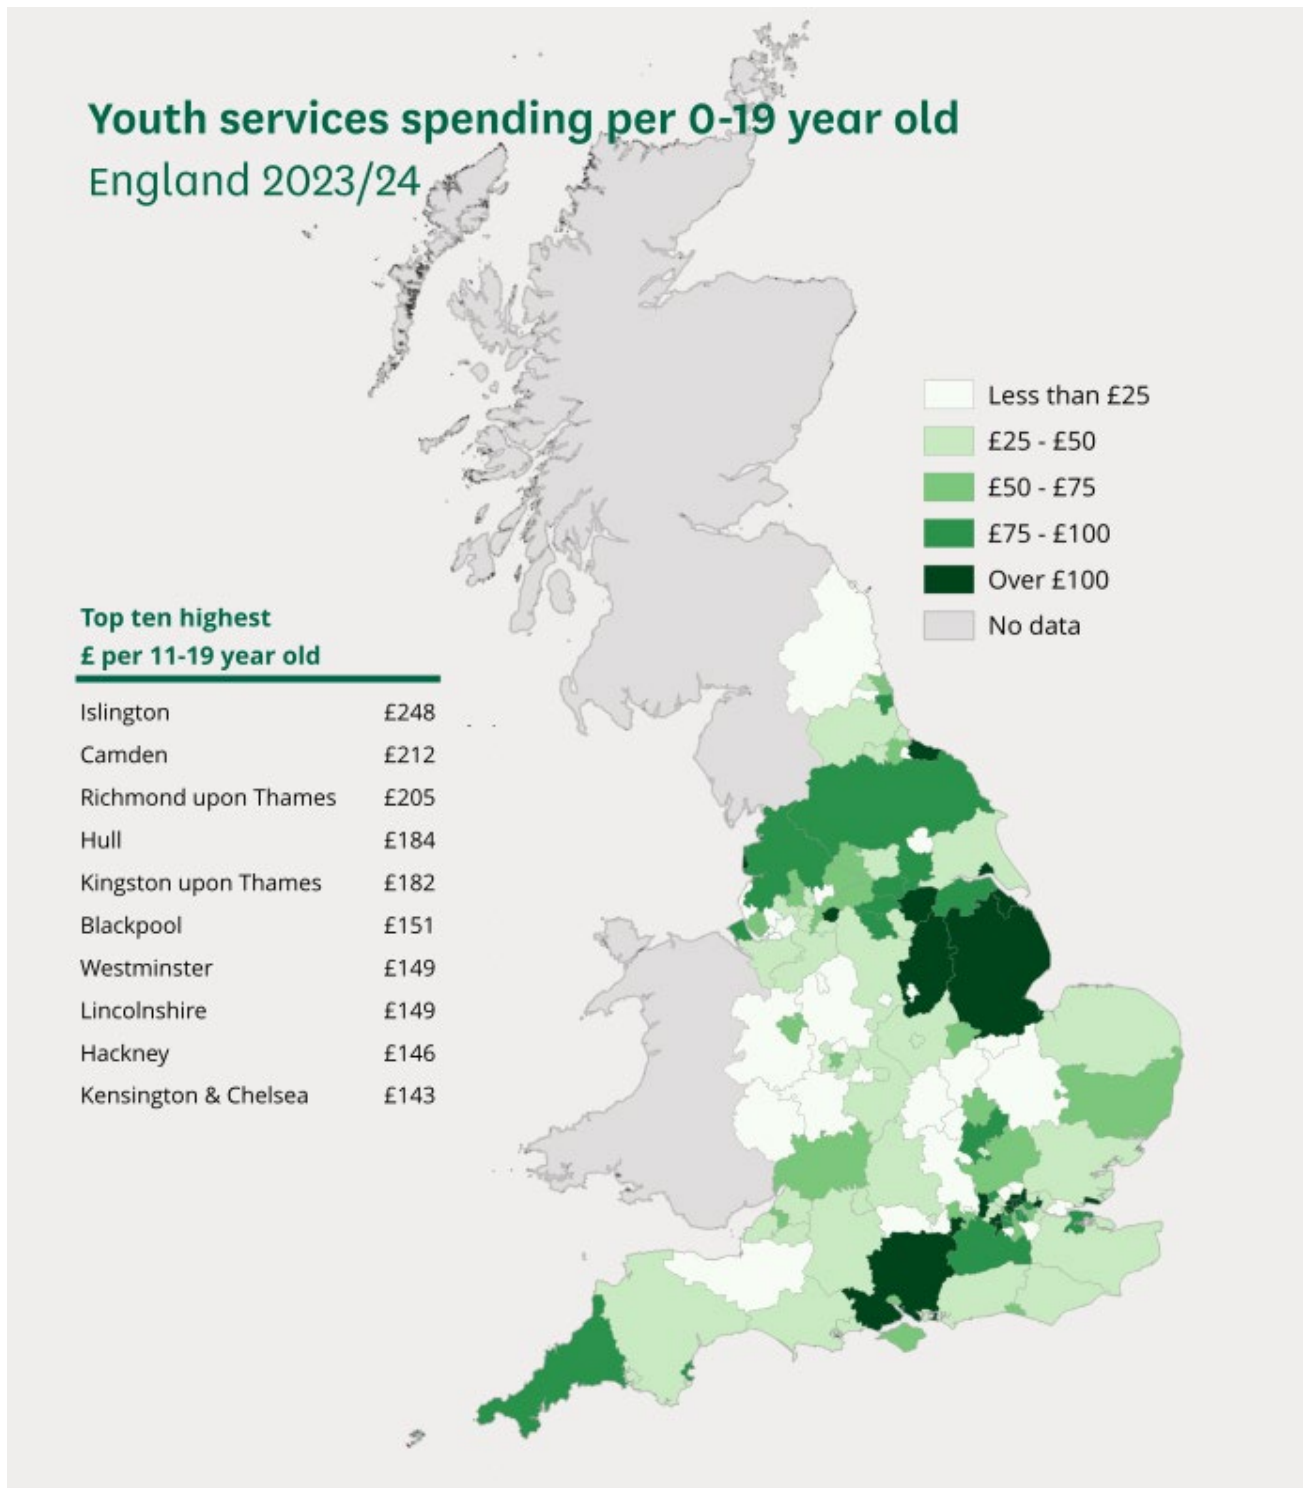 Youth services spending per 0-19 year old
England 2023/24
Less than £25
£25 - £50
£50 - £75
£75 - £100
Over £100
No data
Top ten highest
£ per 11-19 year old
Islington £248
Camden £212
Richmond upon Thames £205
Hull £184
Kingston upon Thames £182
Blackpool £151
Westminster £149
Lincolnshire £149
Hackney £146
Kensington & Chelsea £143